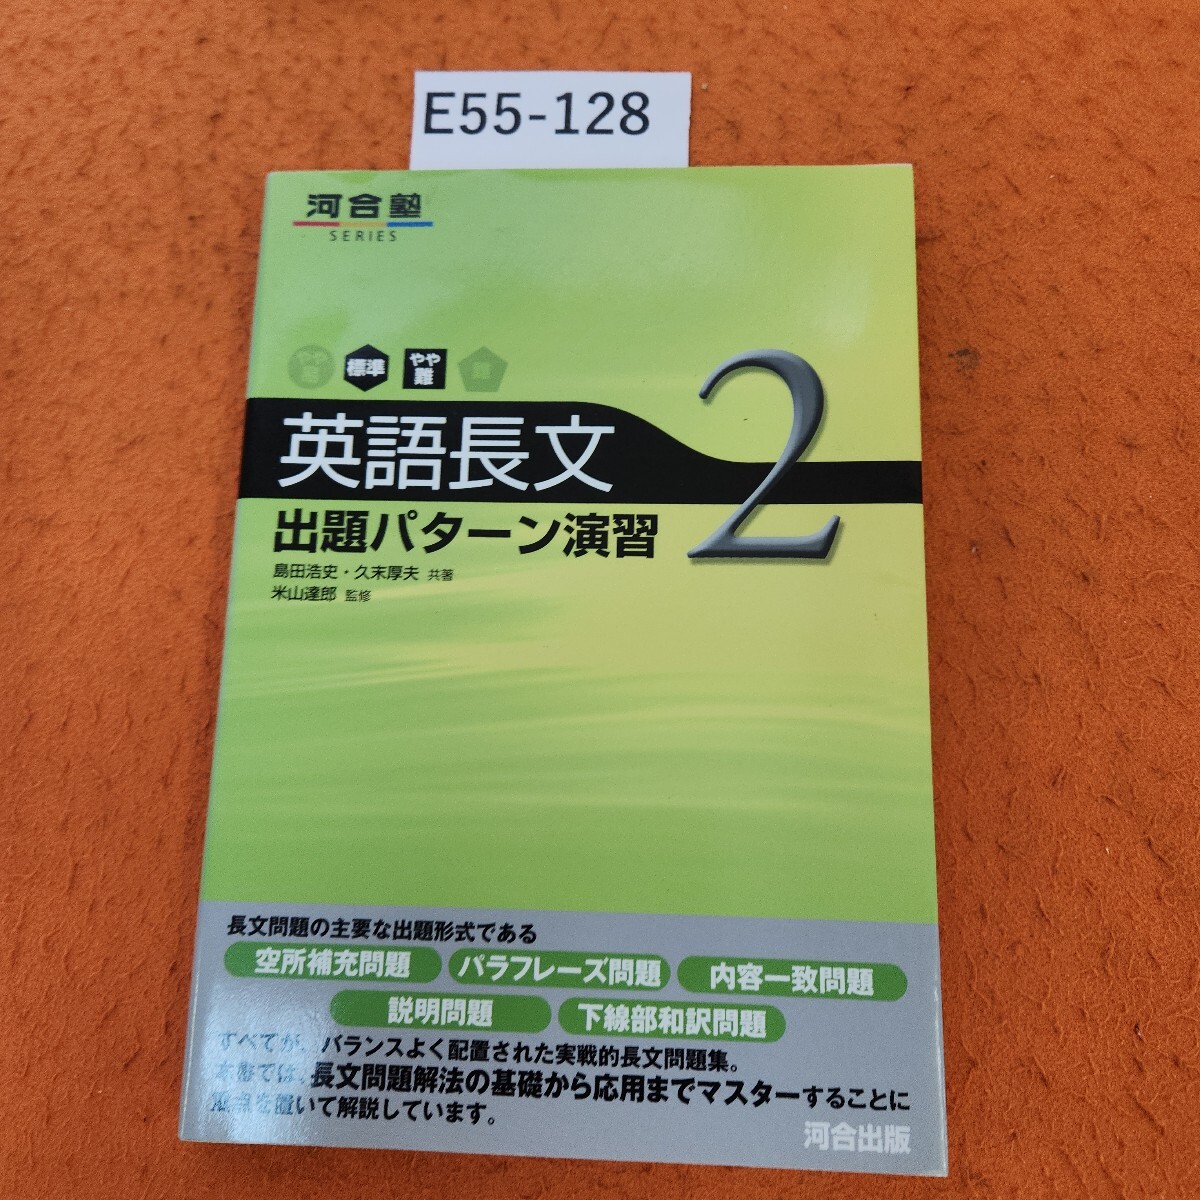 E55-128
河合塾
SERIES
標準
やや
難
英語長文
2
出題パターン演習
島田浩史・久末厚夫 共著
米山達郎 監修
長文問題の主要な出題形式である
空所補充問題 パラフレーズ問題 内容一致問題
説明問題 下線部和訳問題
すべてが、バランスよく配置された実戦的長文問題集。
本書では、長文問題解法の基礎から応用までマスターすることに
点を置いて解説しています。
河合出版